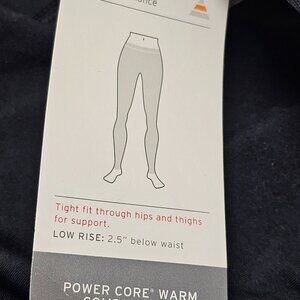 Tight fit through hips and thighs
for support.
LOW RISE: 2.5" below waist
POWER CORE® WARM